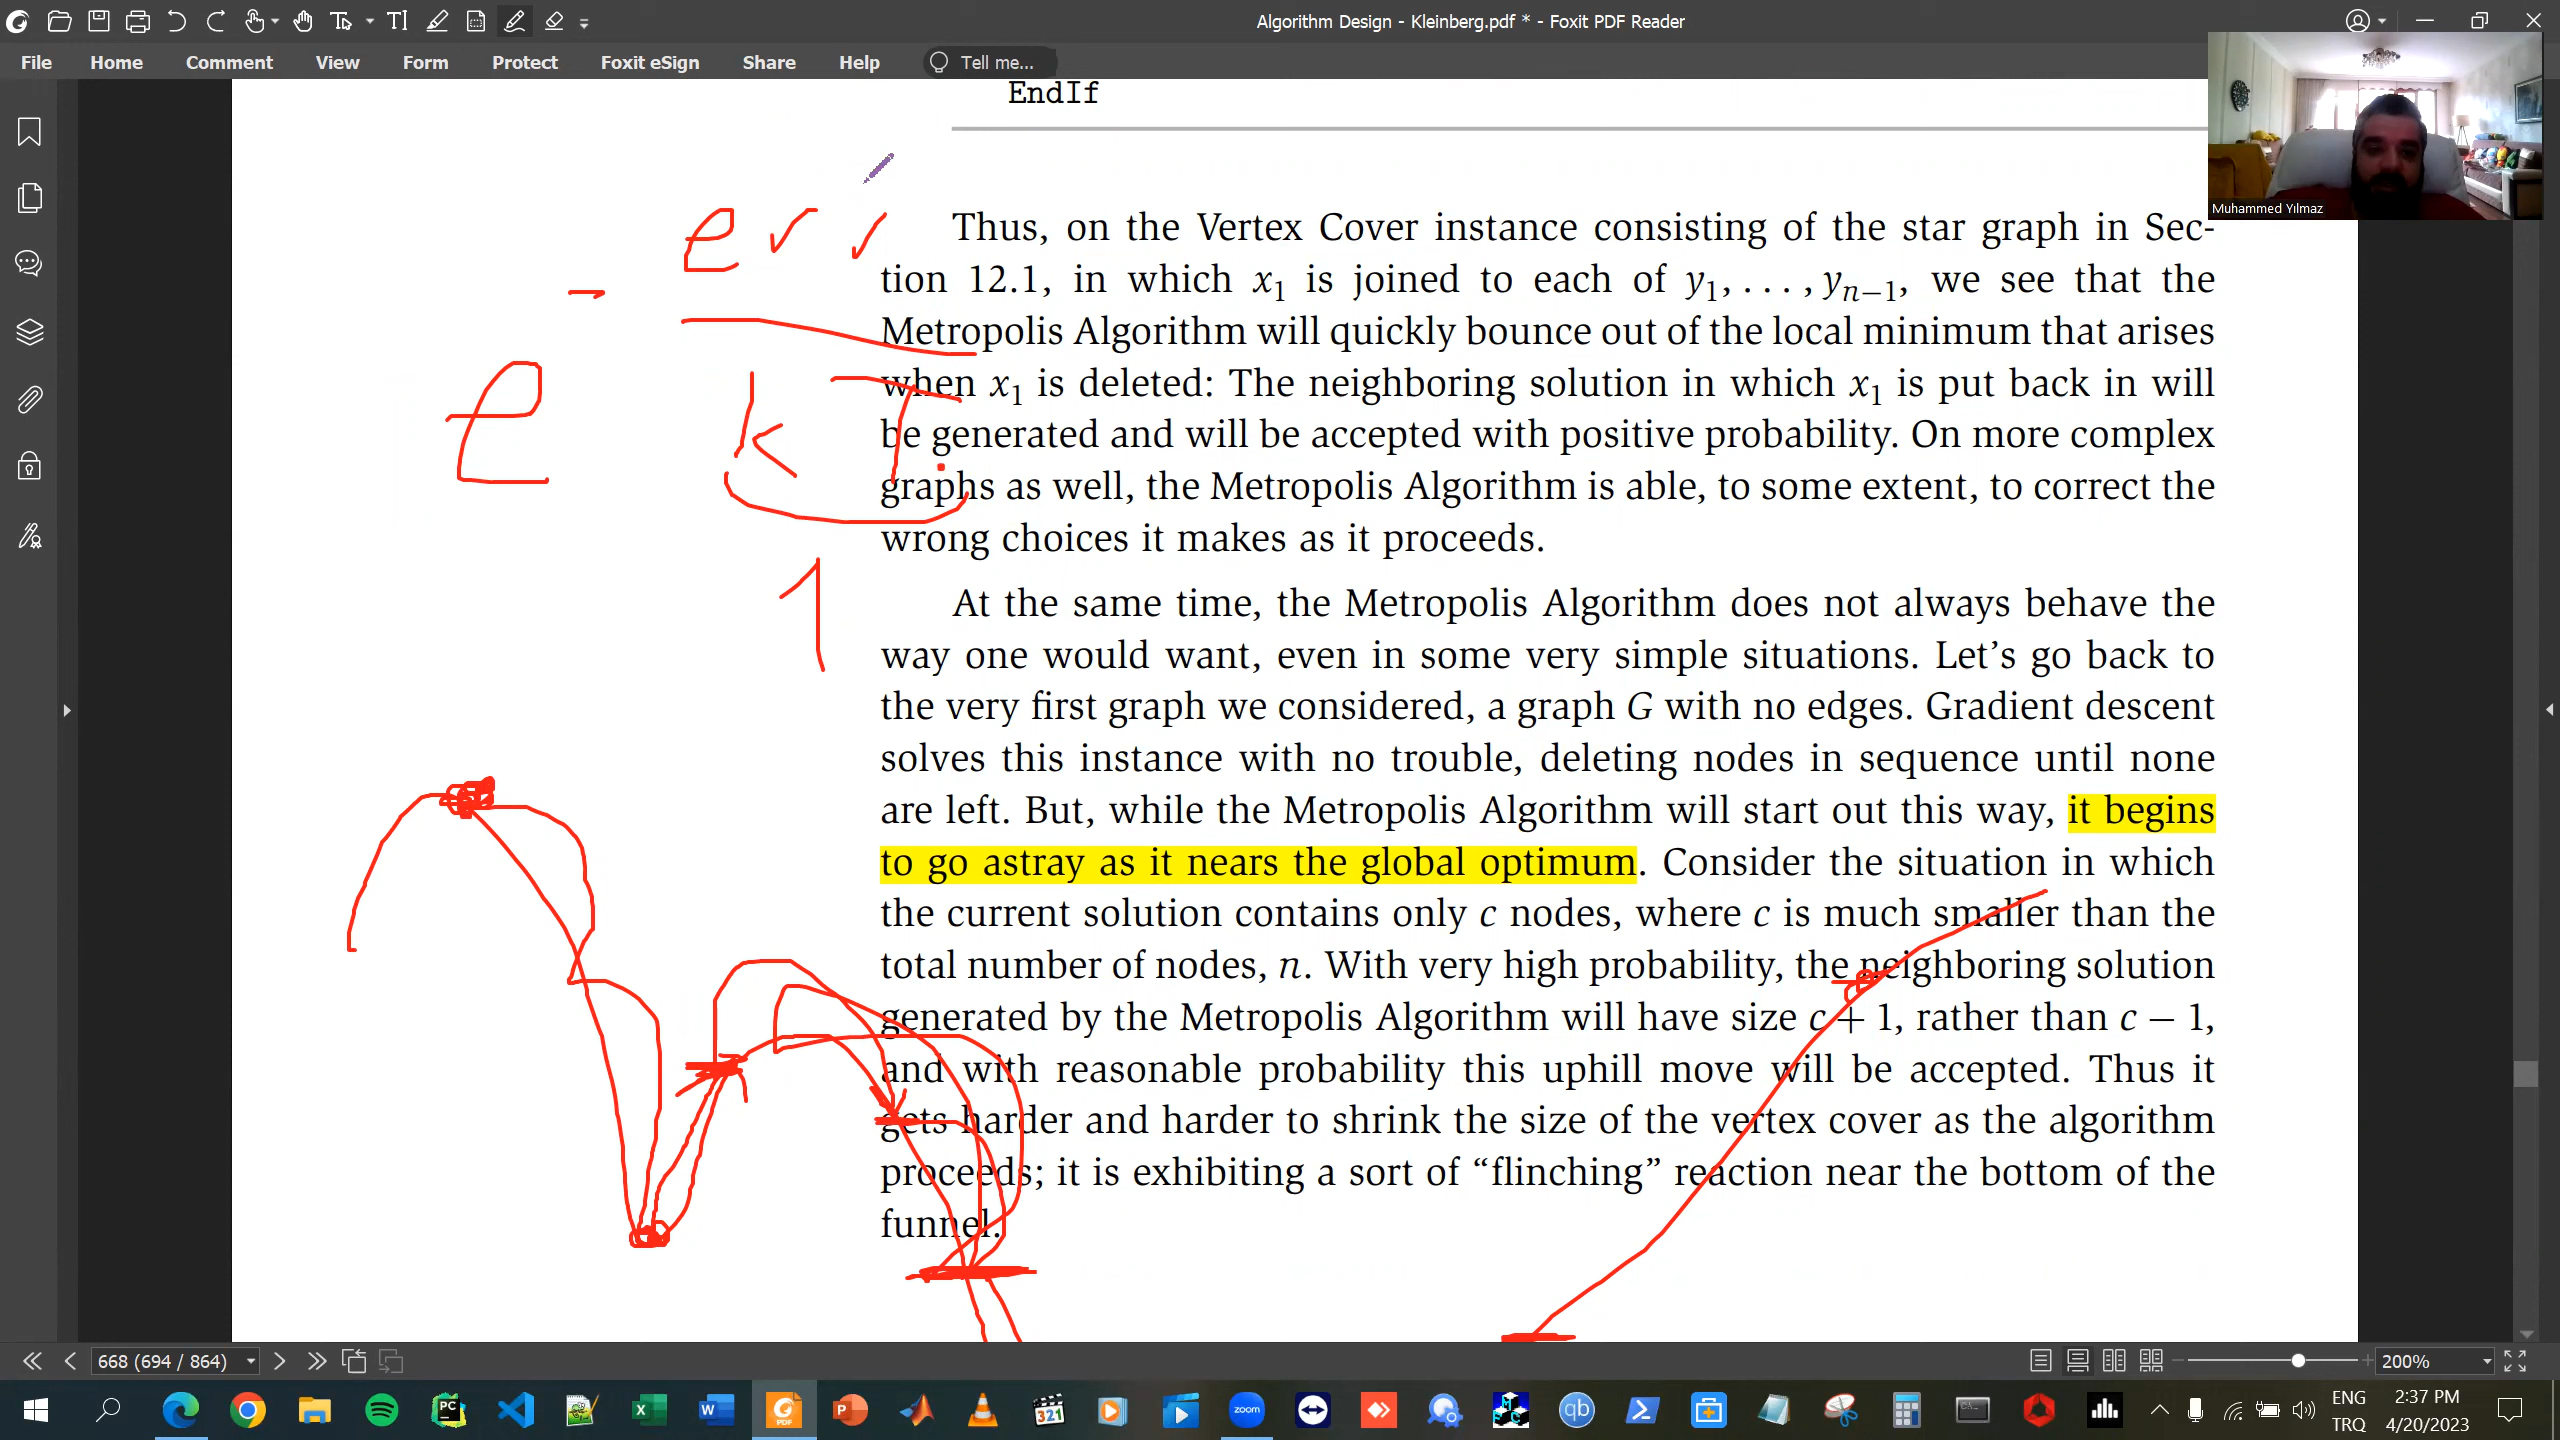 Algorithm Design - Kleinberg.pdf * - Foxit PDF Reader
File Home Comment View Form Protect Foxit eSign Share Help Tell me...
Muhammed Yılmaz
EndIf
Thus, on the Vertex Cover instance consisting of the star graph in Sec-
tion 12.1, in which x₁ is joined to each of y₁, . . . , yₙ₋₁, we see that the
Metropolis Algorithm will quickly bounce out of the local minimum that arises
when x₁ is deleted: The neighboring solution in which x₁ is put back in will
be generated and will be accepted with positive probability. On more complex
graphs as well, the Metropolis Algorithm is able, to some extent, to correct the
wrong choices it makes as it proceeds.
At the same time, the Metropolis Algorithm does not always behave the
way one would want, even in some very simple situations. Let’s go back to
the very first graph we considered, a graph G with no edges. Gradient descent
solves this instance with no trouble, deleting nodes in sequence until none
are left. But, while the Metropolis Algorithm will start out this way, it begins
to go astray as it nears the global optimum. Consider the situation in which
the current solution contains only c nodes, where c is much smaller than the
total number of nodes, n. With very high probability, the neighboring solution
generated by the Metropolis Algorithm will have size c + 1, rather than c − 1,
and with reasonable probability this uphill move will be accepted. Thus it
gets harder and harder to shrink the size of the vertex cover as the algorithm
proceeds; it is exhibiting a sort of “flinching” reaction near the bottom of the
funnel.
- err
e k T
1
668 (694 / 864)
200%
ENG 2:37 PM
TRQ 4/20/2023